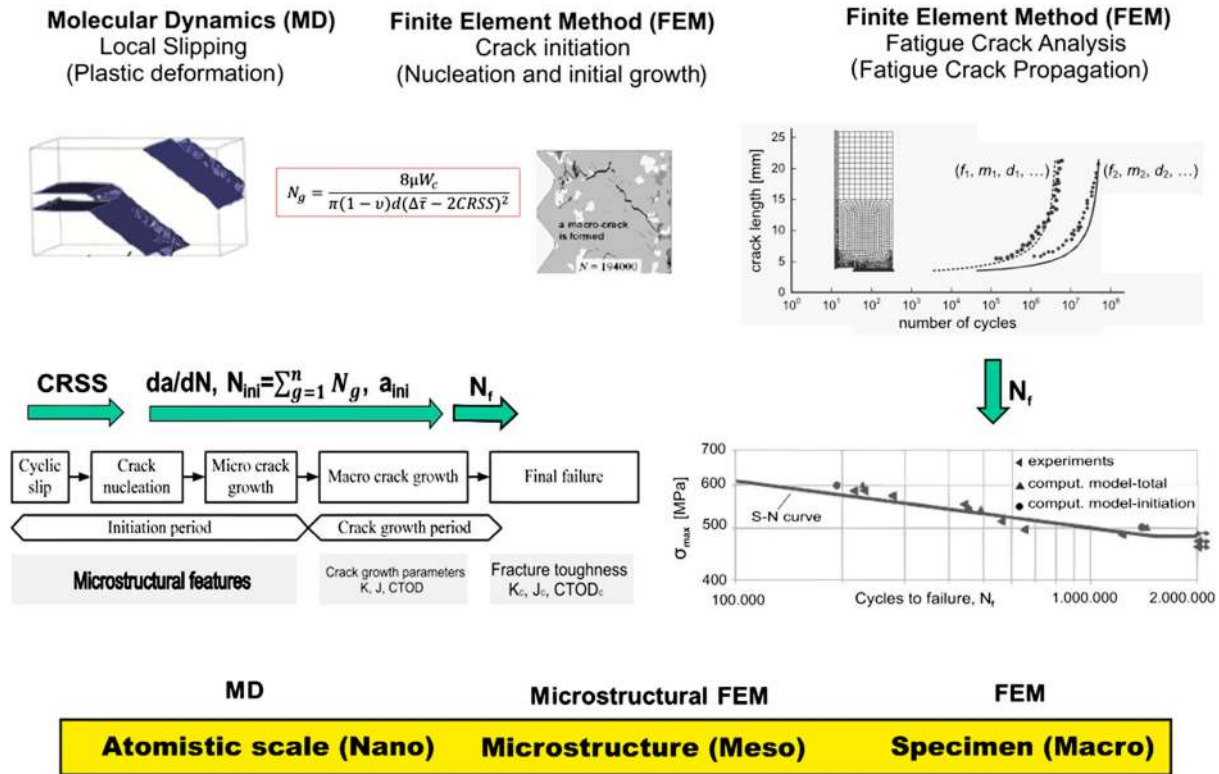 Molecular Dynamics (MD)
Local Slipping
(Plastic deformation)
Finite Element Method (FEM)
Crack initiation
(Nucleation and initial growth)
Finite Element Method (FEM)
Fatigue Crack Analysis
(Fatigue Crack Propagation)
N_g = 8μW_c / π(1 − υ)d(Δτ̄ − 2CRSS)²
a macro-crack
is formed
N = 194000
crack length [mm]
25
20
15
10
5
0
(f₁, m₁, d₁, ...)
(f₂, m₂, d₂, ...)
10⁰ 10¹ 10² 10³ 10⁴ 10⁵ 10⁶ 10⁷ 10⁸
number of cycles
CRSS
da/dN, N_ini=∑ⁿ_g=1 N_g, a_ini
N_f
N_f
Cyclic
slip
Crack
nucleation
Micro crack
growth
Macro crack growth
Final failure
Initiation period
Crack growth period
Microstructural features
Crack growth parameters
K, J, CTOD
Fracture toughness
K_c, J_c, CTOD_c
σ_max [MPa]
700
600
500
400
S-N curve
experiments
comput. model-total
comput. model-initiation
100.000
1.000.000
2.000.000
Cycles to failure, N_f
MD
Microstructural FEM
FEM
Atomistic scale (Nano)
Microstructure (Meso)
Specimen (Macro)